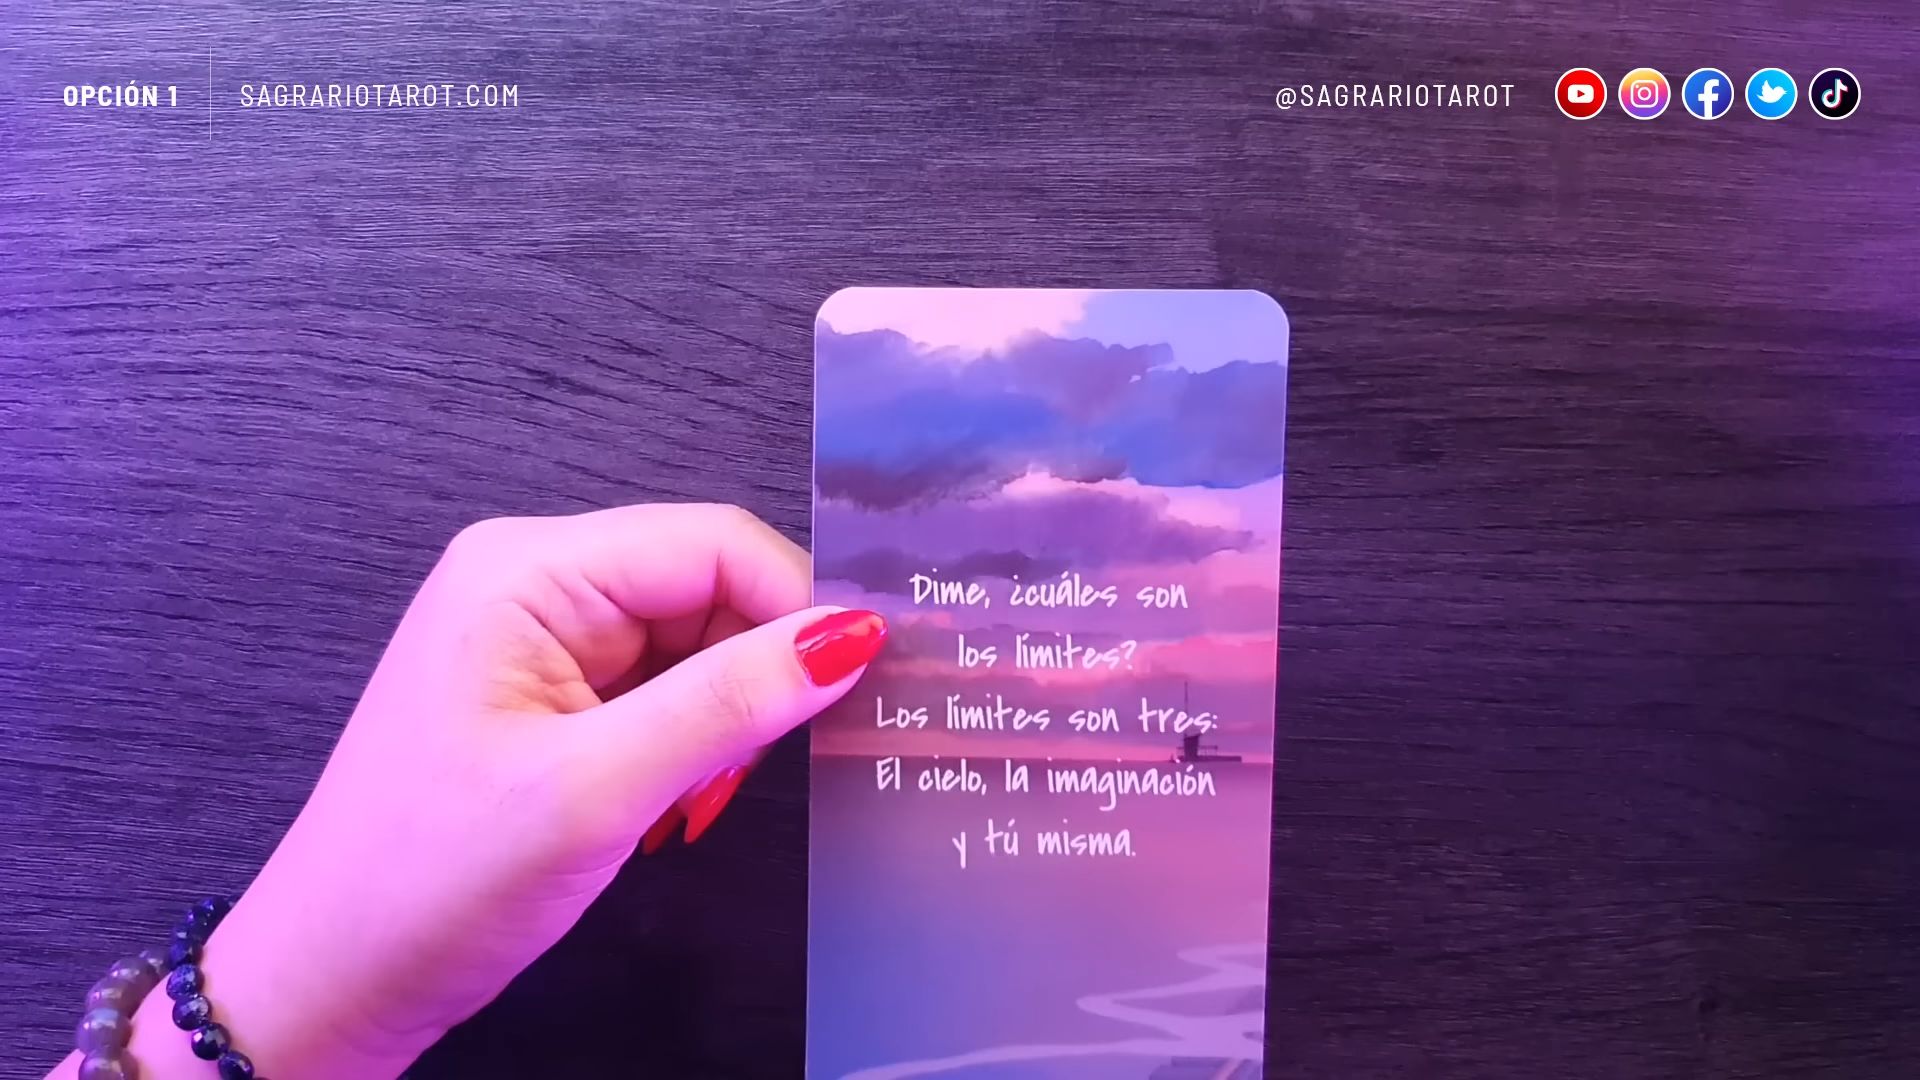 OPCIÓN 1
SAGRARIOTAROT.COM
@SAGRARIOTAROT
Dime, ¿cuáles son
los límites?
Los límites son tres:
El cielo, la imaginación
y tú misma.